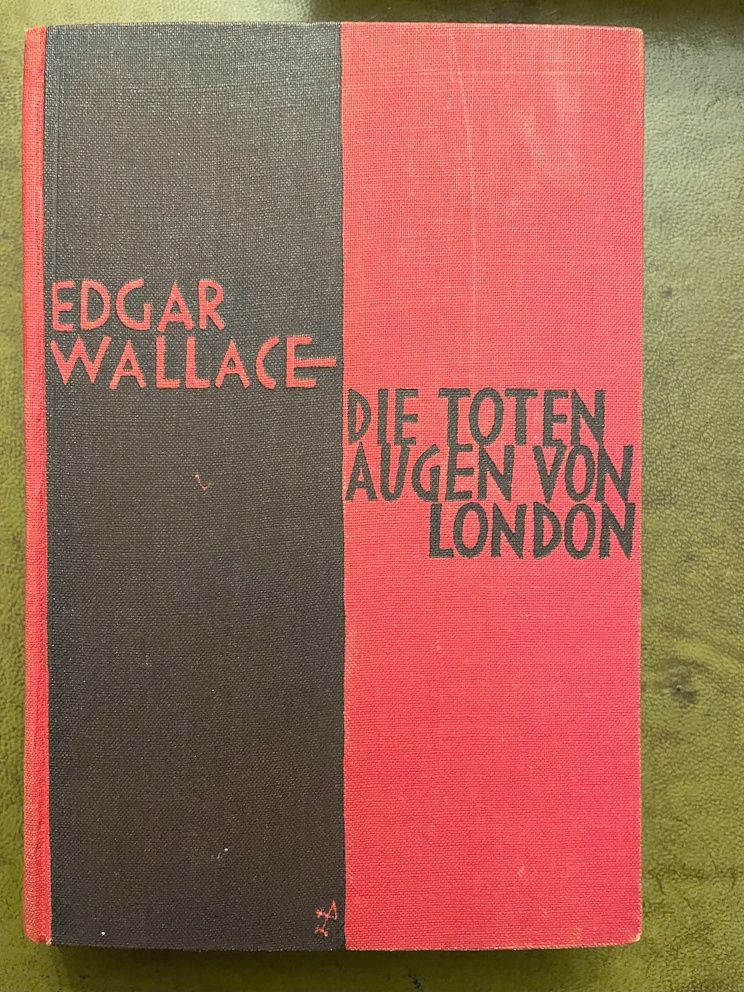 EDGAR
WALLACE–
DIE TOTEN
AUGEN VON
LONDON